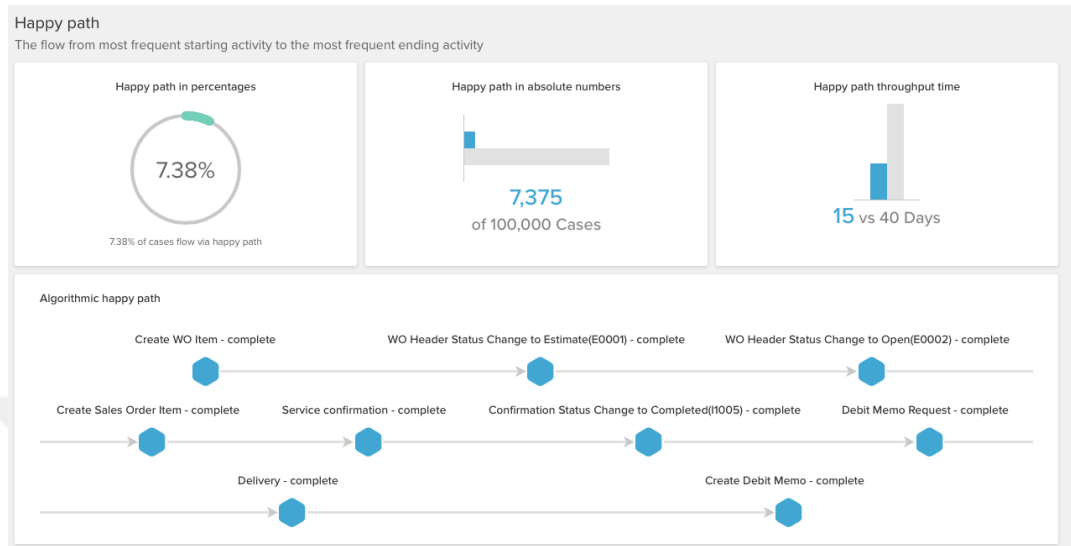 Happy path
The flow from most frequent starting activity to the most frequent ending activity
Happy path in percentages
7.38%
7.38% of cases flow via happy path
Happy path in absolute numbers
7,375
of 100,000 Cases
Happy path throughput time
15 vs 40 Days
Algorithmic happy path
Create WO Item - complete
WO Header Status Change to Estimate(E0001) - complete
WO Header Status Change to Open(E0002) - complete
Create Sales Order Item - complete
Service confirmation - complete
Confirmation Status Change to Completed(I1005) - complete
Debit Memo Request - complete
Delivery - complete
Create Debit Memo - complete